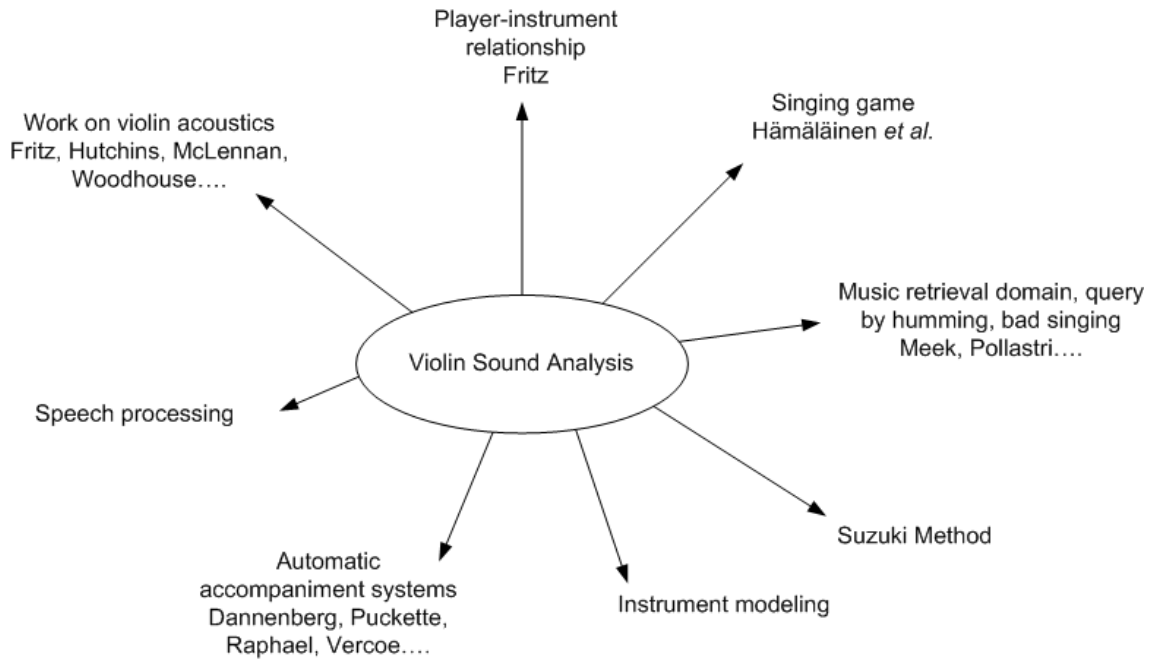 Player-instrument
relationship
Fritz
Singing game
Hämäläinen et al.
Work on violin acoustics
Fritz, Hutchins, McLennan,
Woodhouse....
Music retrieval domain, query
by humming, bad singing
Meek, Pollastri....
Violin Sound Analysis
Speech processing
Suzuki Method
Automatic
accompaniment systems
Dannenberg, Puckette,
Raphael, Vercoe....
Instrument modeling